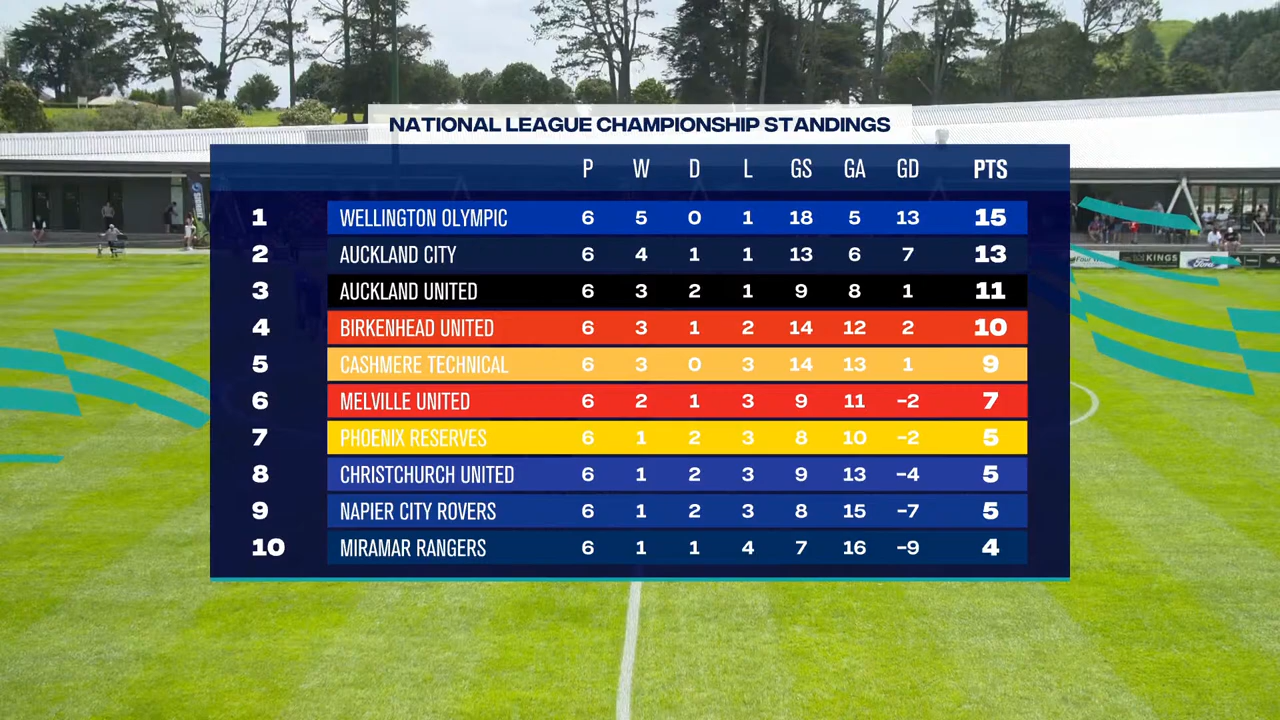 NATIONAL LEAGUE CHAMPIONSHIP STANDINGS
P W D L GS GA GD PTS
1 WELLINGTON OLYMPIC 6 5 0 1 18 5 13 15
2 AUCKLAND CITY 6 4 1 1 13 6 7 13
3 AUCKLAND UNITED 6 3 2 1 9 8 1 11
4 BIRKENHEAD UNITED 6 3 1 2 14 12 2 10
5 CASHMERE TECHNICAL 6 3 0 3 14 13 1 9
6 MELVILLE UNITED 6 2 1 3 9 11 -2 7
7 PHOENIX RESERVES 6 1 2 3 8 10 -2 5
8 CHRISTCHURCH UNITED 6 1 2 3 9 13 -4 5
9 NAPIER CITY ROVERS 6 1 2 3 8 15 -7 5
10 MIRAMAR RANGERS 6 1 1 4 7 16 -9 4
KINGS
Ford